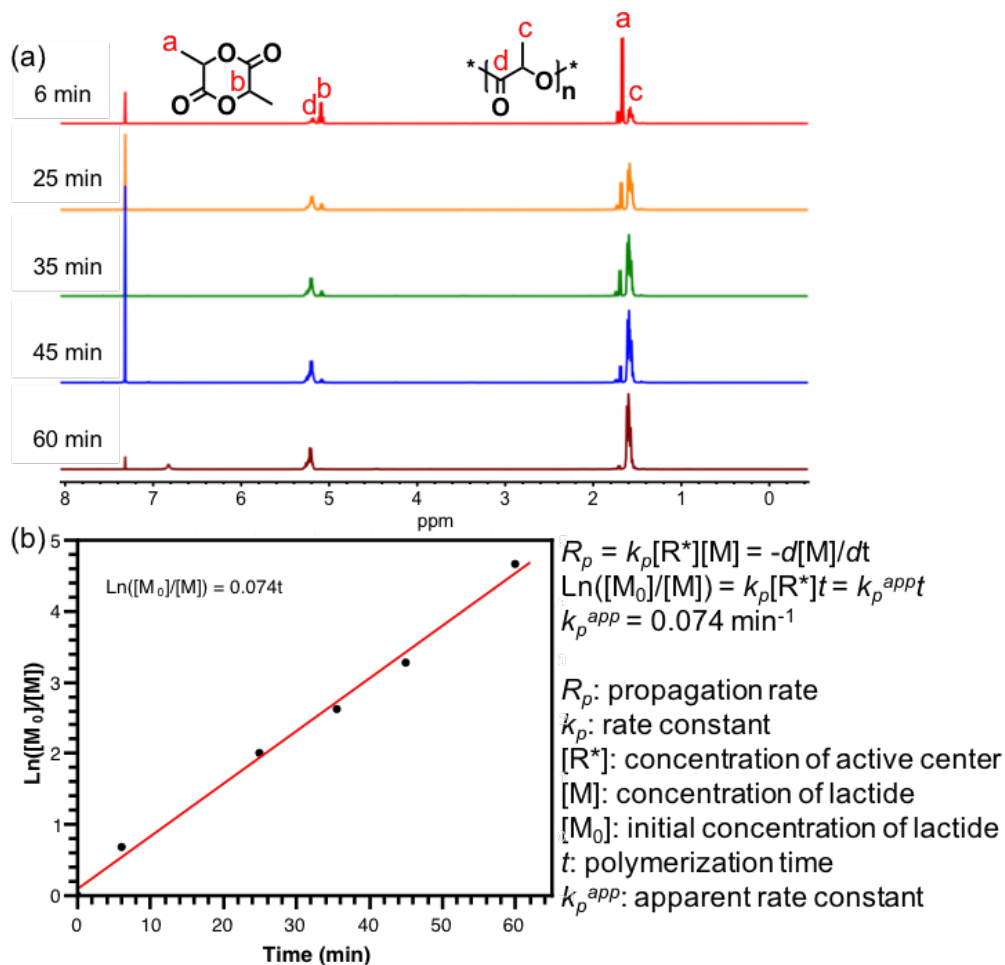 (a)
6 min
25 min
35 min
45 min
60 min
a
O
O
b
O
O
c
d
*
(
O
)
n
*
O
d
b
a
c
8 7 6 5 4 3 2 1 0
ppm
(b)
Ln([M₀]/[M]) = 0.074t
5
4
3
2
1
0
Ln([M₀]/[M])
0 10 20 30 40 50 60
Time (min)
Rₚ = kₚ[R*][M] = -d[M]/dt
Ln([M₀]/[M]) = kₚ[R*]t = kₚᵃᵖᵖt
kₚᵃᵖᵖ = 0.074 min⁻¹
Rₚ: propagation rate
kₚ: rate constant
[R*]: concentration of active center
[M]: concentration of lactide
[M₀]: initial concentration of lactide
t: polymerization time
kₚᵃᵖᵖ: apparent rate constant